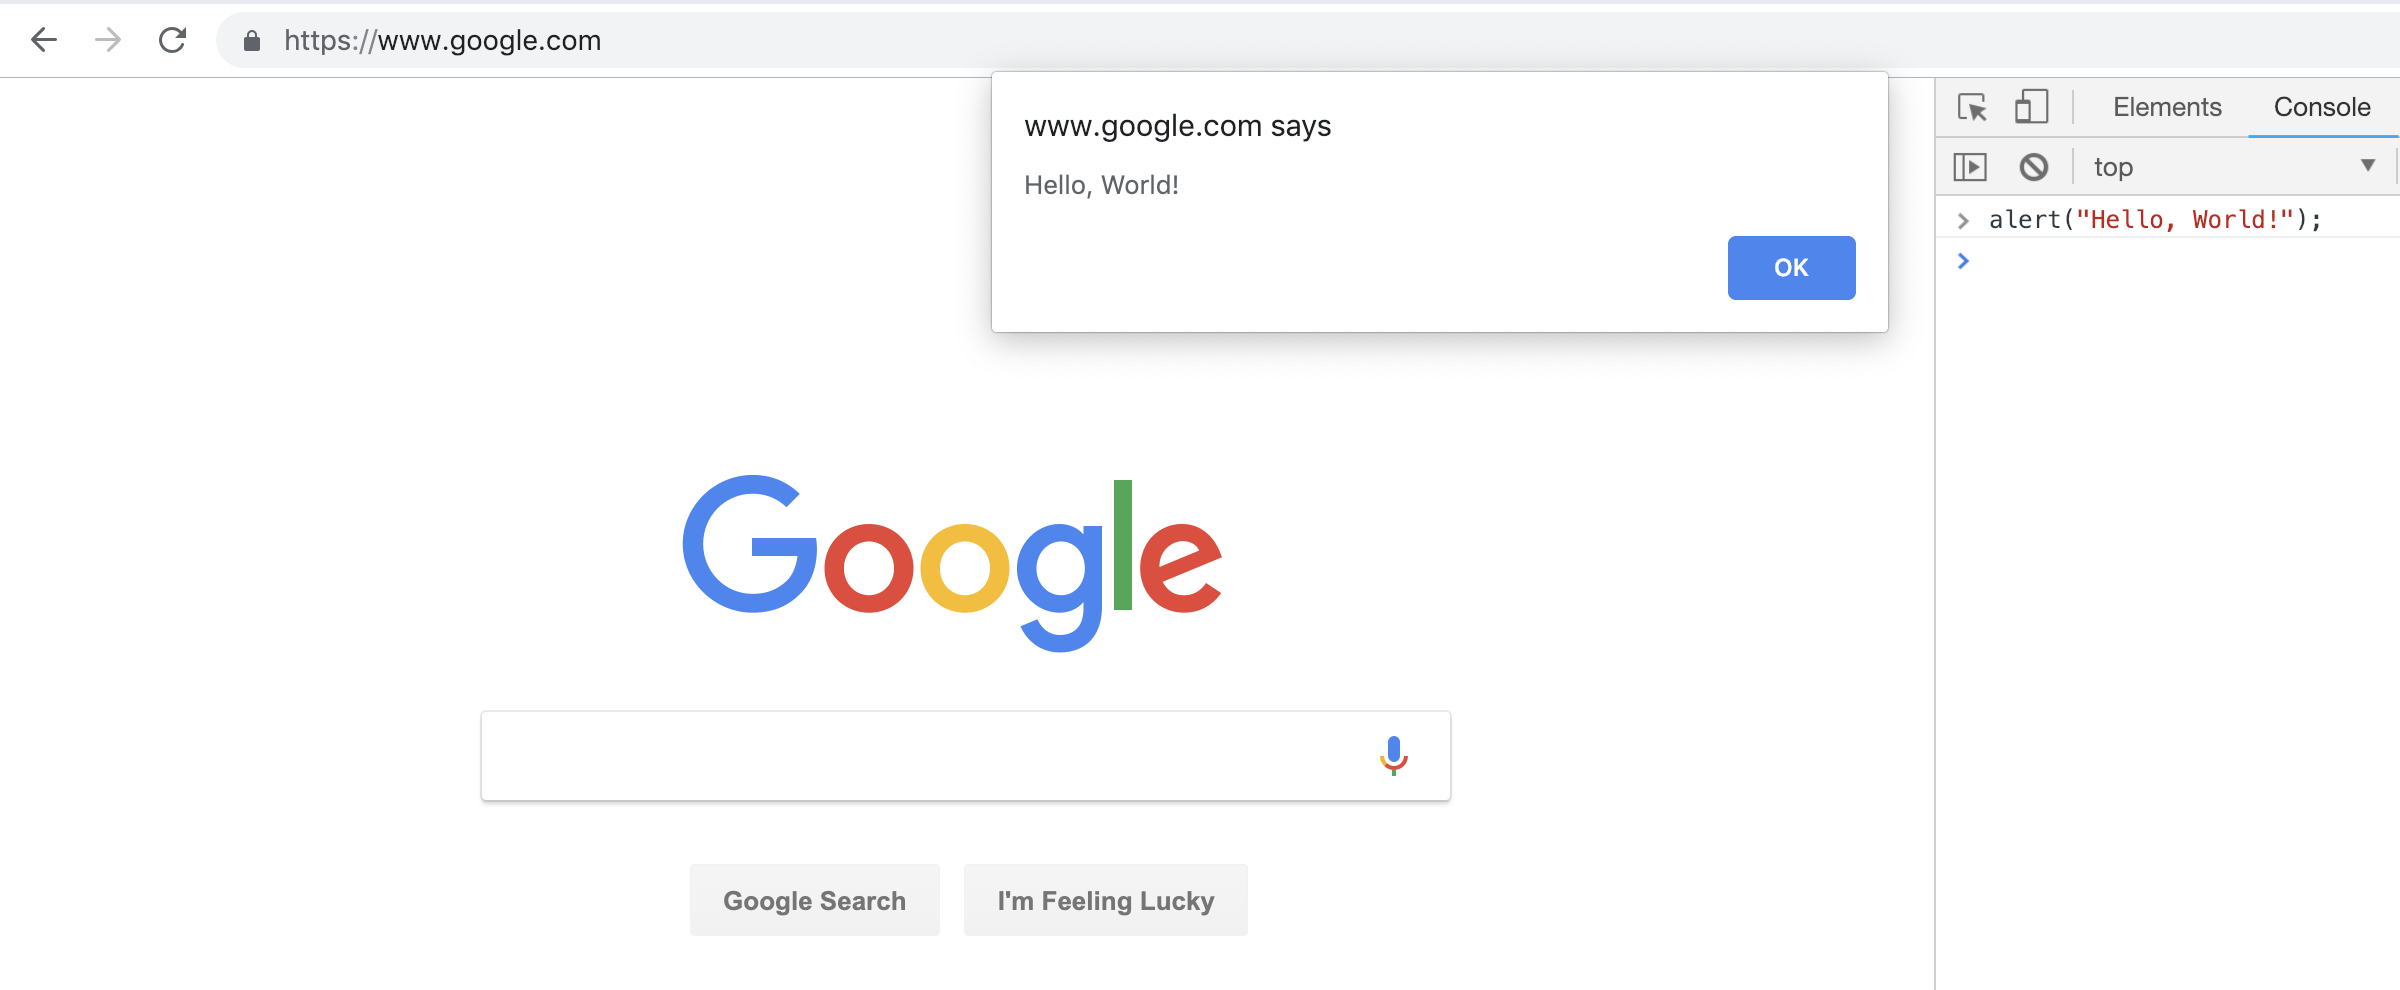 https://www.google.com
www.google.com says
Hello, World!
OK
Elements Console
top
alert("Hello, World!");
Google
Google Search I'm Feeling Lucky